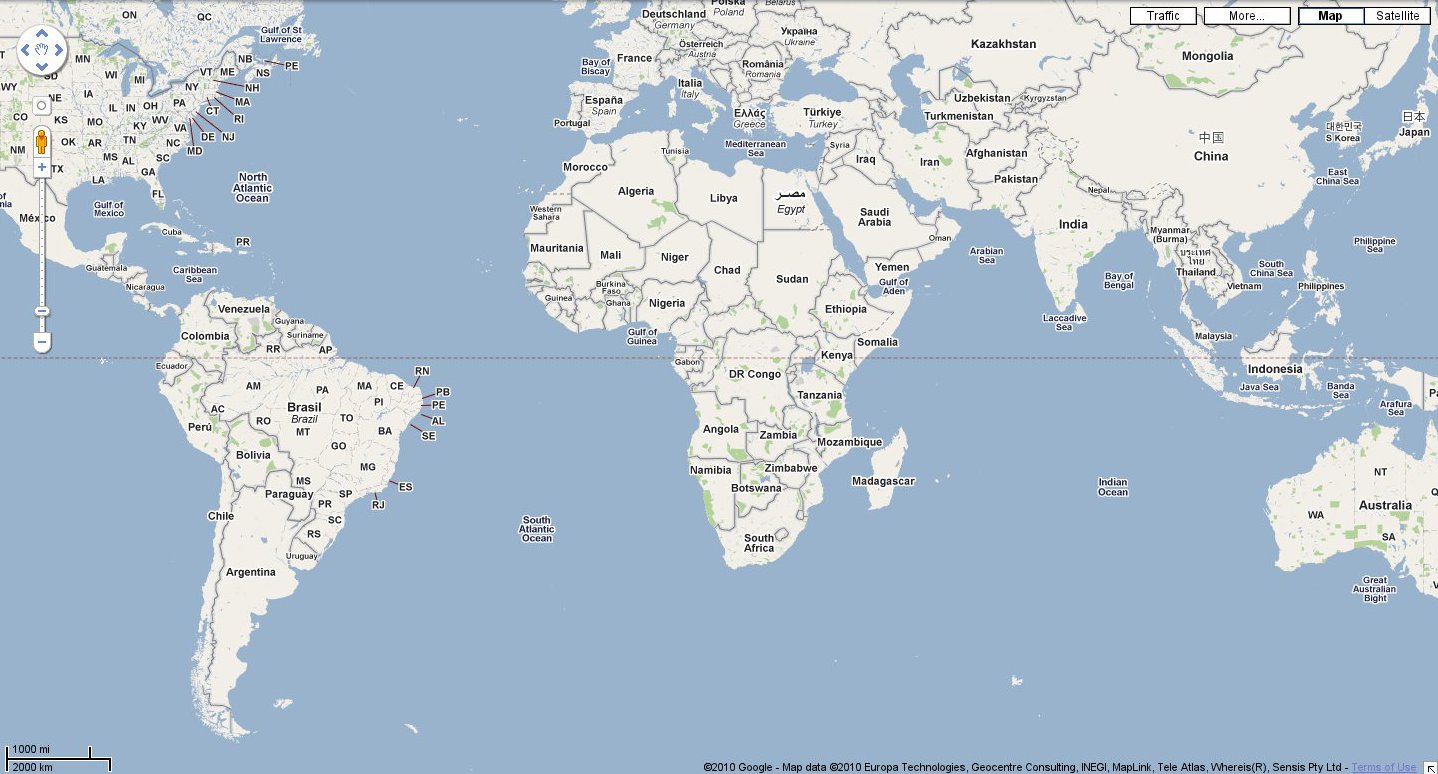 Traffic
More...
Map
Satellite
ON
QC
Gulf of St
Lawrence
NB
PE
NS
MN
WI
MI
VT
ME
NH
SD
WY
NY
MA
IA
NE
PA
CT
RI
IL
IN
OH
NJ
CO
KS
MO
WV
KY
VA
DE
MD
OK
TN
NC
NM
AR
SC
MS
AL
GA
TX
LA
FL
North
Atlantic
Ocean
Gulf of
Mexico
México
Cuba
PR
Guatemala
Caribbean
Sea
Nicaragua
Venezuela
Guyana
Colombia
Suriname
RR
AP
Ecuador
AM
PA
MA
CE
RN
PB
PI
PE
AC
Brasil
Brazil
TO
AL
RO
Perú
MT
BA
SE
GO
Bolivia
MG
MS
ES
Paraguay
SP
RJ
PR
Chile
SC
RS
Uruguay
Argentina
South
Atlantic
Ocean
Deutschland
Germany
Polska
Poland
Belarus
Україна
Ukraine
Österreich
Austria
France
Bay of
Biscay
România
Romania
Italia
Italy
España
Spain
Portugal
Ελλάς
Greece
Türkiye
Turkey
Mediterranean
Sea
Tunisia
Syria
Iraq
Iran
Morocco
Algeria
Libya
مصر
Egypt
Western
Sahara
Saudi
Arabia
Mauritania
Mali
Niger
Chad
Sudan
Oman
Yemen
Gulf of
Aden
Burkina
Faso
Guinea
Ghana
Nigeria
Ethiopia
Gulf of
Guinea
Somalia
Gabon
Kenya
DR Congo
Tanzania
Angola
Zambia
Mozambique
Namibia
Zimbabwe
Botswana
Madagascar
South
Africa
Kazakhstan
Mongolia
Uzbekistan
Kyrgyzstan
Turkmenistan
中国
China
대한민국
S Korea
日本
Japan
Afghanistan
Pakistan
Nepal
East
China Sea
India
Myanmar
(Burma)
Arabian
Sea
ประเทศ
ไทย
Thailand
Philippine
Sea
Bay of
Bengal
South
China Sea
Vietnam
Philippines
Laccadive
Sea
Malaysia
Indonesia
Java Sea
Banda
Sea
Arafura
Sea
Indian
Ocean
NT
Australia
WA
SA
Great
Australian
Bight
1000 mi
2000 km
©2010 Google - Map data ©2010 Europa Technologies, Geocentre Consulting, INEGI, MapLink, Tele Atlas, Whereis(R), Sensis Pty Ltd - Terms of Use